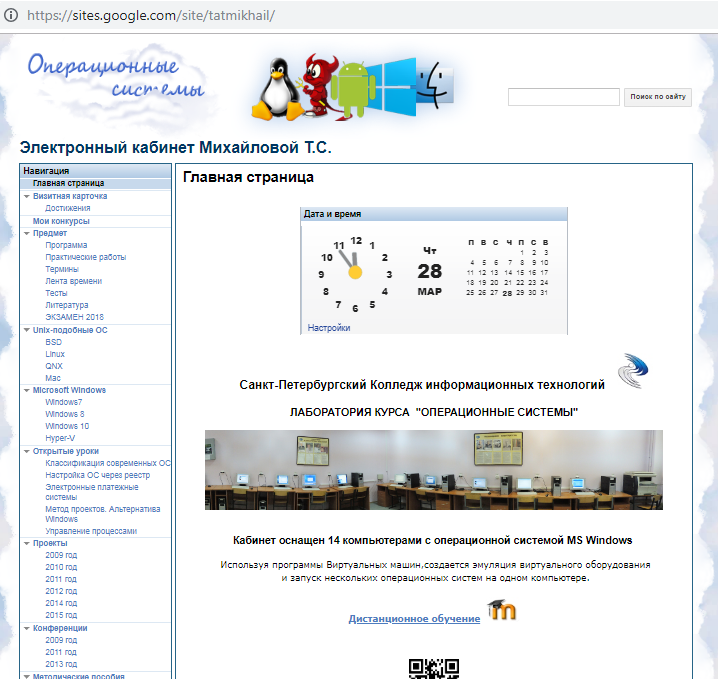 https://sites.google.com/site/tatmikhail/
Операционные
системы
Поиск по сайту
Электронный кабинет Михайловой Т.С.
Навигация
Главная страница
Визитная карточка
Достижения
Мои конкурсы
Предмет
Программа
Практические работы
Термины
Лента времени
Тесты
Литература
ЭКЗАМЕН 2018
Unix-подобные ОС
BSD
Linux
QNX
Mac
Microsoft Windows
Windows7
Windows 8
Windows 10
Hyper-V
Открытые уроки
Классификация современных ОС
Настройка ОС через реестр
Электронные платежные
системы
Метод проектов. Альтернатива
Windows
Управление процессами
Проекты
2009 год
2010 год
2011 год
2012 год
2014 год
2015 год
Конференции
2009 год
2011 год
2013 год
Методические пособия
Главная страница
Дата и время
12
11 1
10 2
9 3
8 4
7 5
6
Чт
28
МАР
П В С Ч П С В
1 2 3
4 5 6 7 8 9 10
11 12 13 14 15 16 17
18 19 20 21 22 23 24
25 26 27 28 29 30 31
Настройки
Санкт-Петербургский Колледж информационных технологий
ЛАБОРАТОРИЯ КУРСА "ОПЕРАЦИОННЫЕ СИСТЕМЫ"
Кабинет оснащен 14 компьютерами с операционной системой MS Windows
Используя программы Виртуальных машин,создается эмуляция виртуального оборудования
и запуск нескольких операционных систем на одном компьютере.
Дистанционное обучение